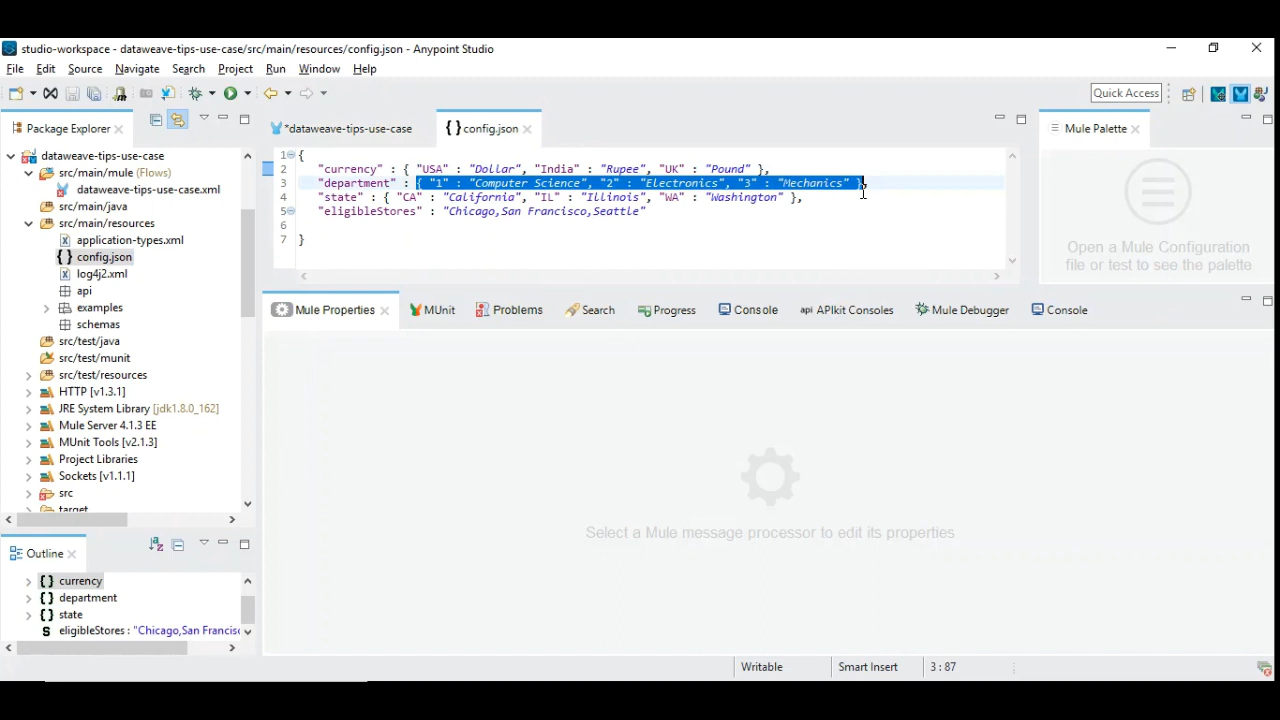 studio-workspace - dataweave-tips-use-case/src/main/resources/config.json - Anypoint Studio
File Edit Source Navigate Search Project Run Window Help
Quick Access
Package Explorer
*dataweave-tips-use-case
{} config.json
Mule Palette
dataweave-tips-use-case
src/main/mule (Flows)
dataweave-tips-use-case.xml
src/main/java
src/main/resources
application-types.xml
{} config.json
log4j2.xml
api
examples
schemas
src/test/java
src/test/munit
src/test/resources
HTTP [v1.3.1]
JRE System Library [jdk1.8.0_162]
Mule Server 4.1.3 EE
MUnit Tools [v2.1.3]
Project Libraries
Sockets [v1.1.1]
src
target
1 {
2 "currency" : { "USA" : "Dollar", "India" : "Rupee", "UK" : "Pound" },
3 "department" : { "1" : "Computer Science", "2" : "Electronics", "3" : "Mechanics" },
4 "state" : { "CA" : "California", "IL" : "Illinois", "WA" : "Washington" },
5 "eligibleStores" : "Chicago,San Francisco,Seattle"
6
7 }
Open a Mule Configuration
file or test to see the palette
Mule Properties
MUnit
Problems
Search
Progress
Console
api APIkit Consoles
Mule Debugger
Console
Select a Mule message processor to edit its properties
Outline
{} currency
{} department
{} state
S eligibleStores : "Chicago,San Francisc
Writable
Smart Insert
3 : 87